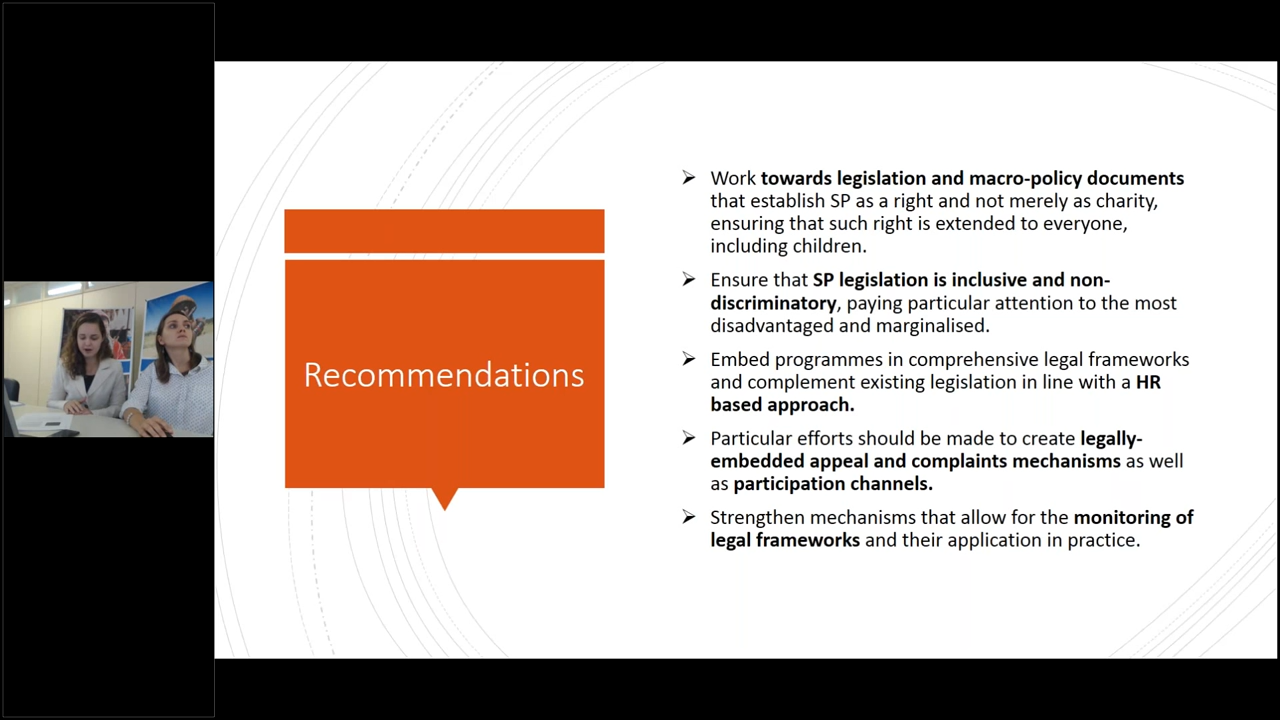 Recommendations
➢ Work towards legislation and macro-policy documents
that establish SP as a right and not merely as charity,
ensuring that such right is extended to everyone,
including children.
➢ Ensure that SP legislation is inclusive and non-
discriminatory, paying particular attention to the most
disadvantaged and marginalised.
➢ Embed programmes in comprehensive legal frameworks
and complement existing legislation in line with a HR
based approach.
➢ Particular efforts should be made to create legally-
embedded appeal and complaints mechanisms as well
as participation channels.
➢ Strengthen mechanisms that allow for the monitoring of
legal frameworks and their application in practice.